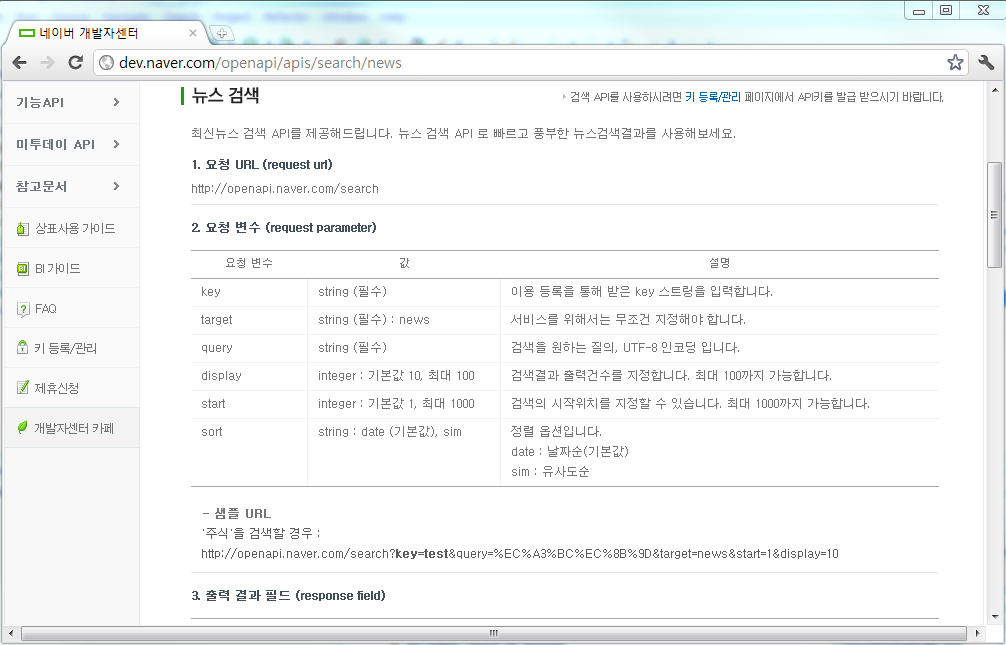 네이버 개발자센터
dev.naver.com/openapi/apis/search/news
기능API
미투데이 API
참고문서
상표사용 가이드
BI 가이드
FAQ
키 등록/관리
제휴신청
개발자센터 카페
뉴스 검색
검색 API를 사용하시려면 키 등록/관리 페이지에서 API키를 발급 받으시기 바랍니다.
최신뉴스 검색 API를 제공해드립니다. 뉴스 검색 API 로 빠르고 풍부한 뉴스검색결과를 사용해보세요.
1. 요청 URL (request url)
http://openapi.naver.com/search
2. 요청 변수 (request parameter)
요청 변수 값 설명
key string (필수) 이용 등록을 통해 받은 key 스트링을 입력합니다.
target string (필수) : news 서비스를 위해서는 무조건 지정해야 합니다.
query string (필수) 검색을 원하는 질의, UTF-8 인코딩 입니다.
display integer : 기본값 10, 최대 100 검색결과 출력건수를 지정합니다. 최대 100까지 가능합니다.
start integer : 기본값 1, 최대 1000 검색의 시작위치를 지정할 수 있습니다. 최대 1000까지 가능합니다.
sort string : date (기본값), sim 정렬 옵션입니다.
date : 날짜순(기본값)
sim : 유사도순
- 샘플 URL
'주식'을 검색할 경우 :
http://openapi.naver.com/search?key=test&query=%EC%A3%BC%EC%8B%9D&target=news&start=1&display=10
3. 출력 결과 필드 (response field)